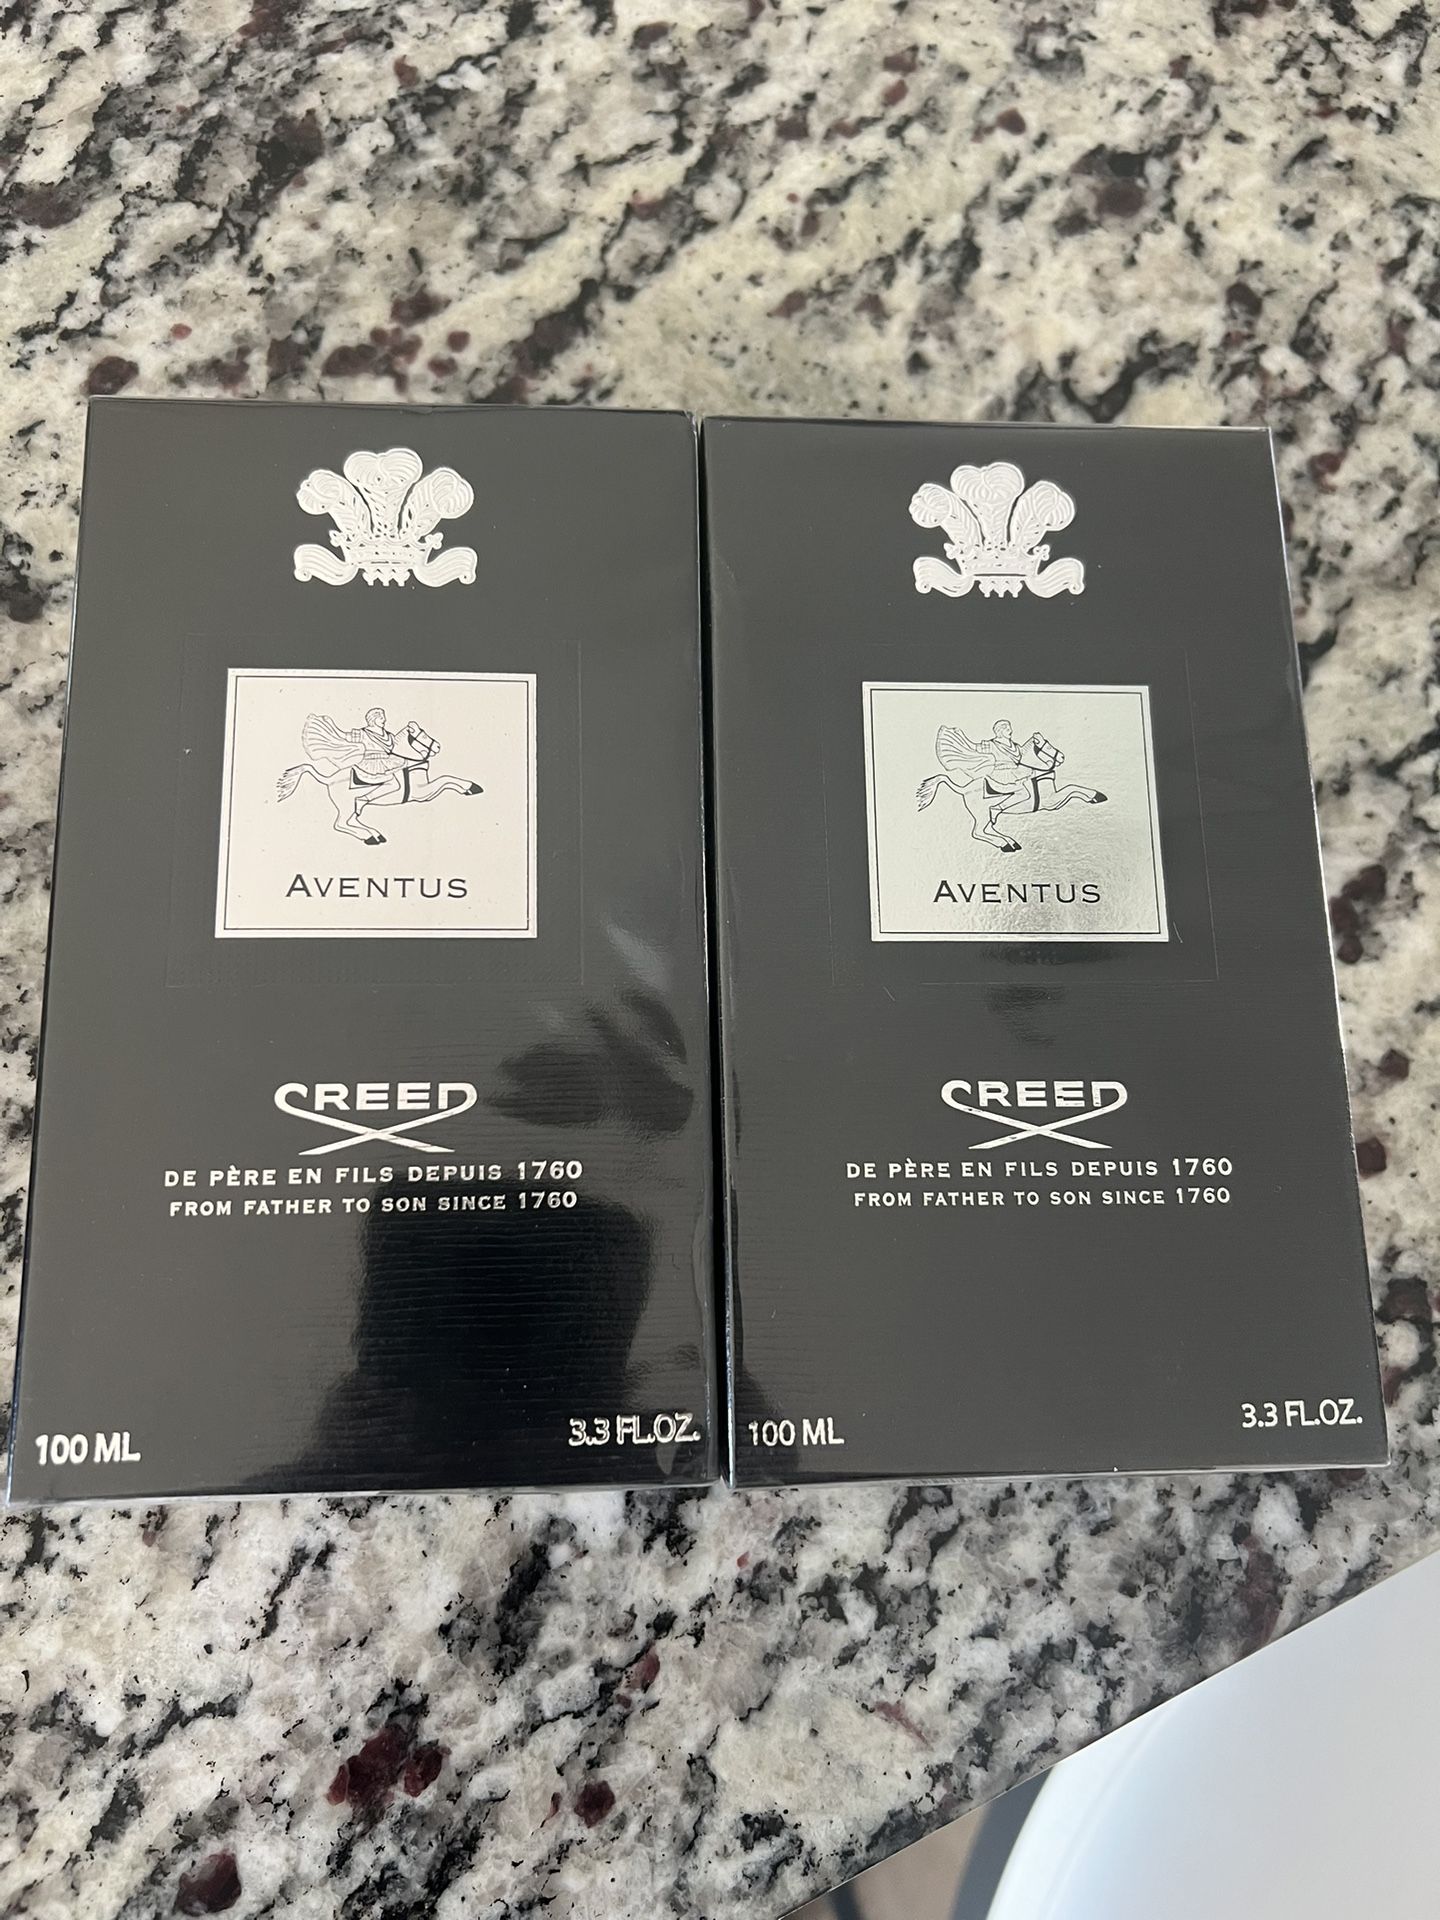 AVENTUS
CREED
DE PÈRE EN FILS DEPUIS 1760
FROM FATHER TO SON SINCE 1760
100 ML
3.3 FL.OZ.
AVENTUS
CREED
DE PÈRE EN FILS DEPUIS 1760
FROM FATHER TO SON SINCE 1760
100 ML
3.3 FL.OZ.